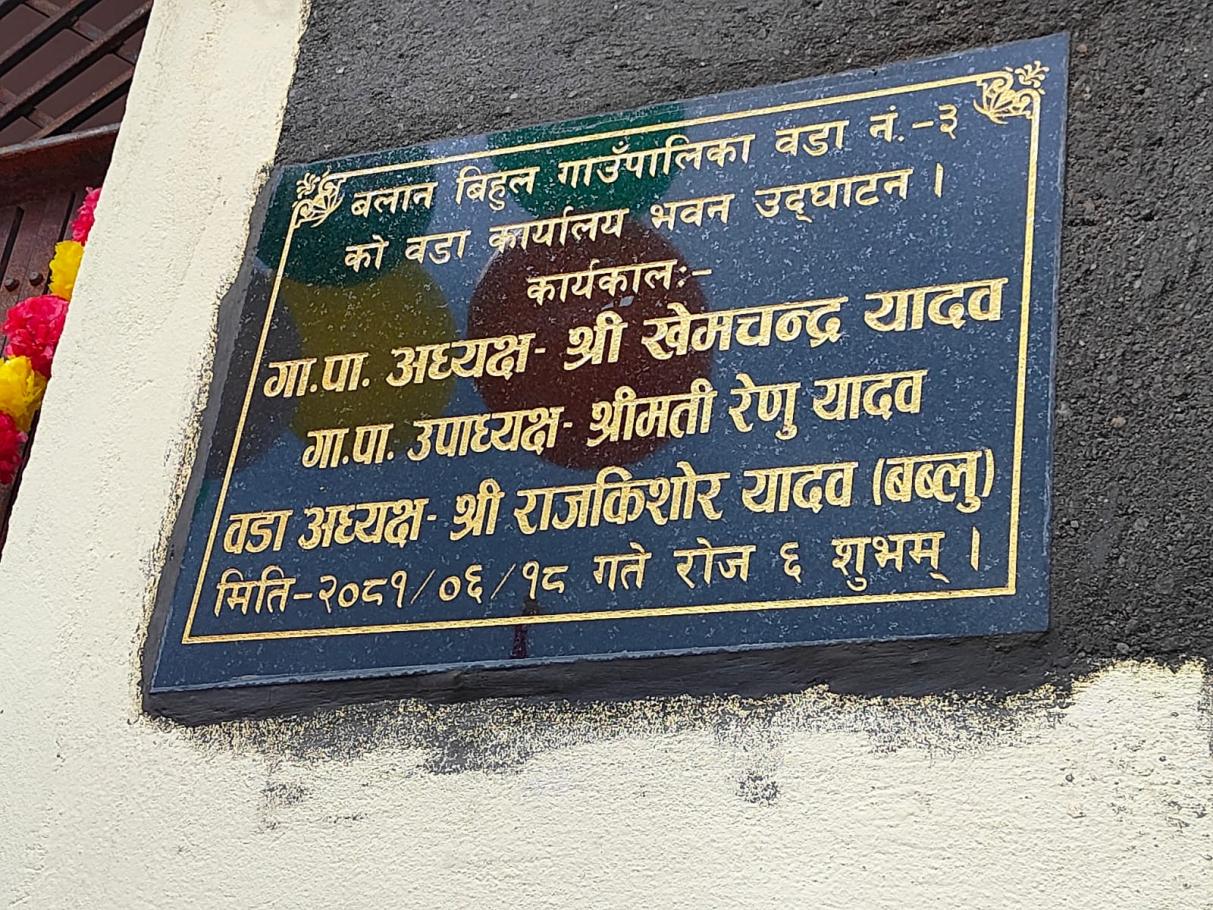 बलान बिहुल गाउँपालिका वडा नं.-३
को वडा कार्यालय भवन उद्‌घाटन ।
कार्यकाल:-
गा.पा. अध्यक्ष- श्री खेमचन्द्र यादव
गा.पा. उपाध्यक्ष- श्रीमती रेणु यादव
वडा अध्यक्ष- श्री राजकिशोर यादव (बब्लु)
मिति-२०८१/०६/१८ गते रोज ६ शुभम् ।